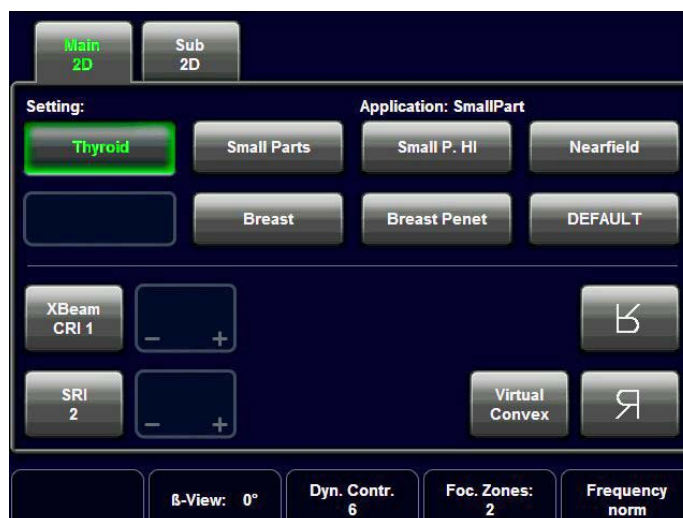 Main
2D
Sub
2D
Setting:
Application: SmallPart
Thyroid
Small Parts
Small P. HI
Nearfield
Breast
Breast Penet
DEFAULT
XBeam
CRI 1
- +
SRI
2
- +
Virtual
Convex
R
R
ß-View: 0°
Dyn. Contr.
6
Foc. Zones:
2
Frequency
norm